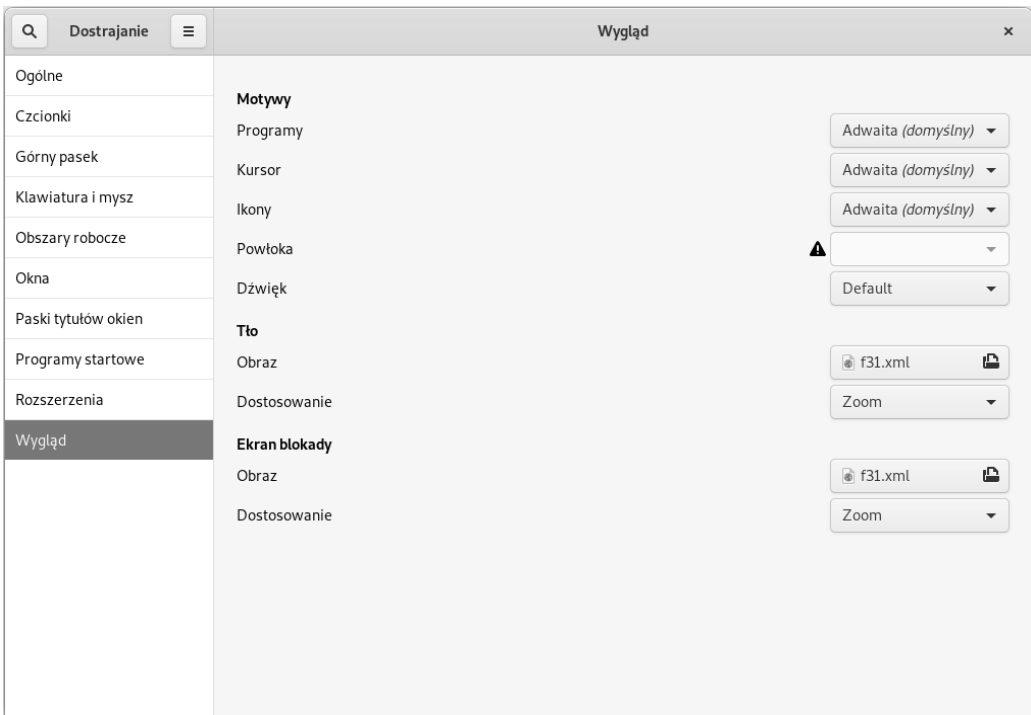 Dostrajanie
Wygląd
Ogólne
Czcionki
Górny pasek
Klawiatura i mysz
Obszary robocze
Okna
Paski tytułów okien
Programy startowe
Rozszerzenia
Wygląd
Motywy
Programy Adwaita (domyślny)
Kursor Adwaita (domyślny)
Ikony Adwaita (domyślny)
Powłoka
Dźwięk Default
Tło
Obraz f31.xml
Dostosowanie Zoom
Ekran blokady
Obraz f31.xml
Dostosowanie Zoom